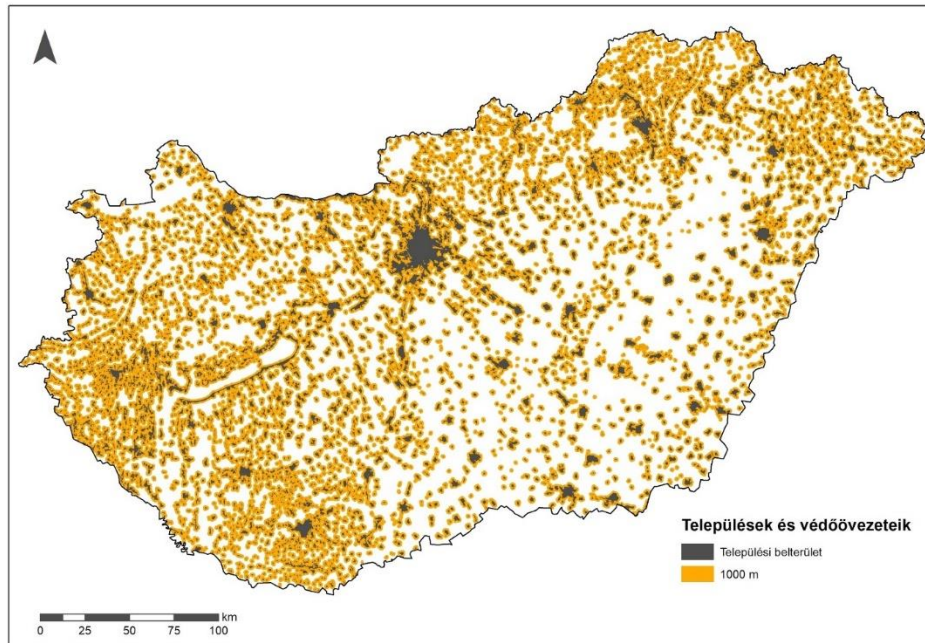 Települések és védőövezeteik
Települési belterület
1000 m
km
0 25 50 75 100